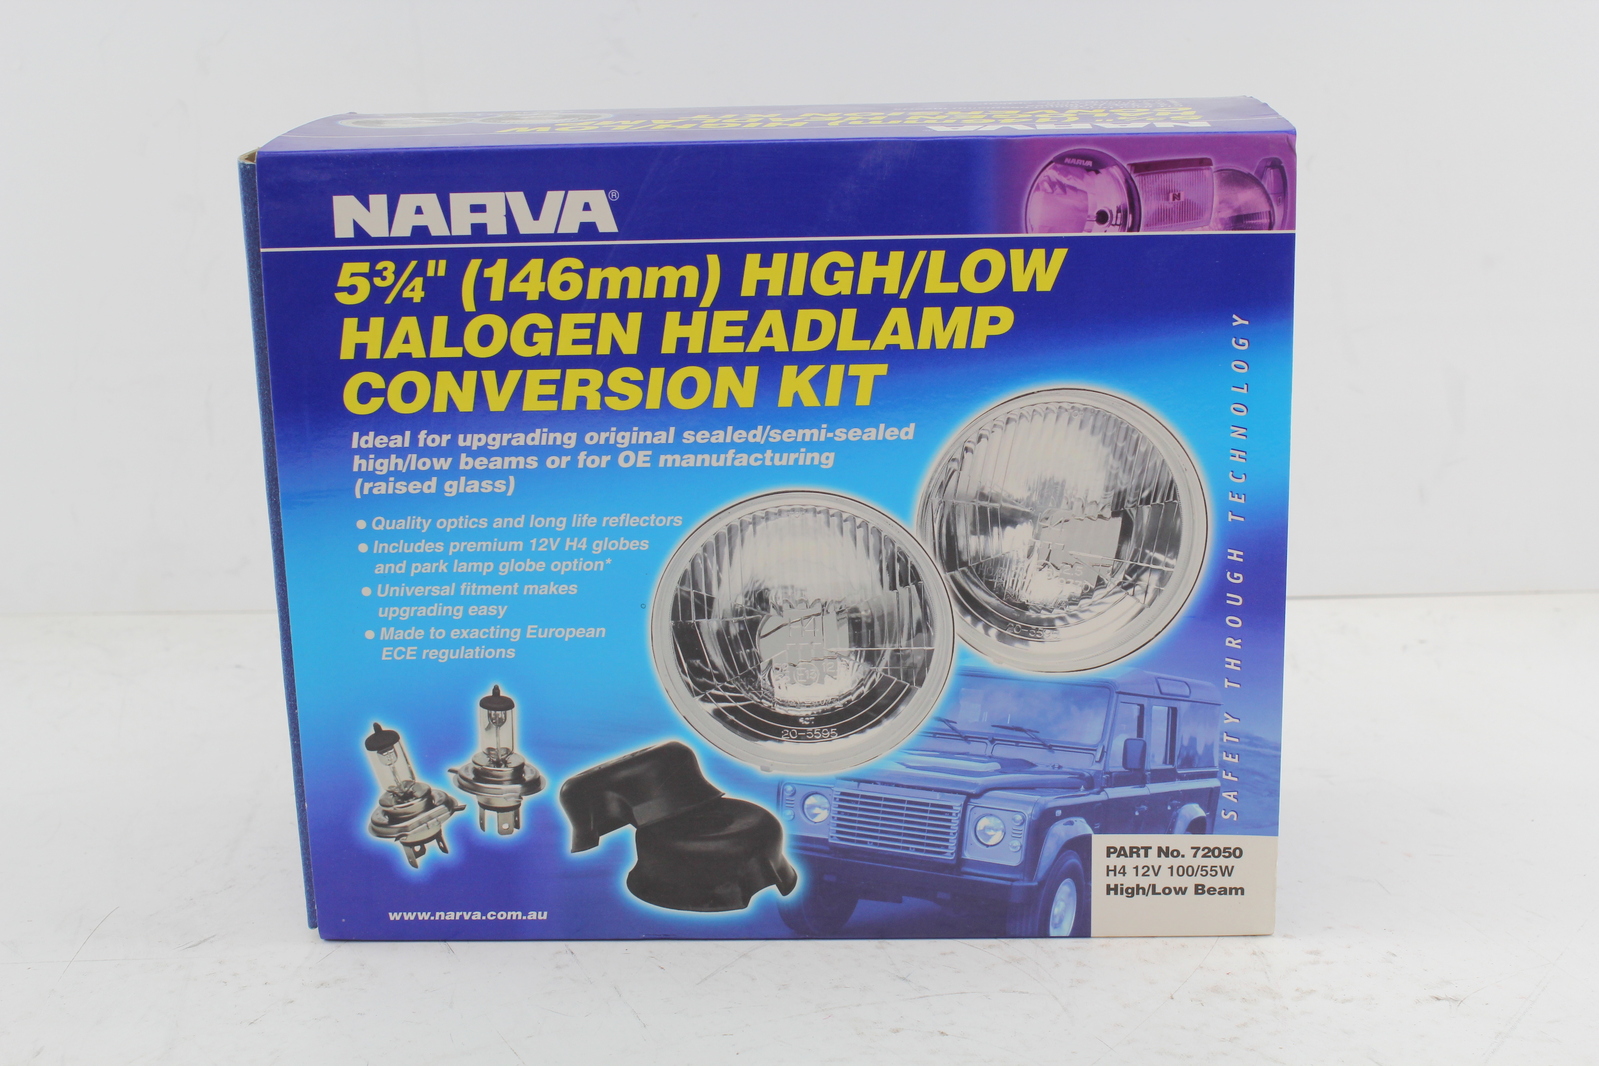 NARVA®
5¾" (146mm) HIGH/LOW
HALOGEN HEADLAMP
CONVERSION KIT
Ideal for upgrading original sealed/semi-sealed
high/low beams or for OE manufacturing
(raised glass)
• Quality optics and long life reflectors
• Includes premium 12V H4 globes
and park lamp globe option*
• Universal fitment makes
upgrading easy
• Made to exacting European
ECE regulations
www.narva.com.au
SAFETY THROUGH TECHNOLOGY
PART No. 72050
H4 12V 100/55W
High/Low Beam
NARVA
H4
20-5595
NARVA